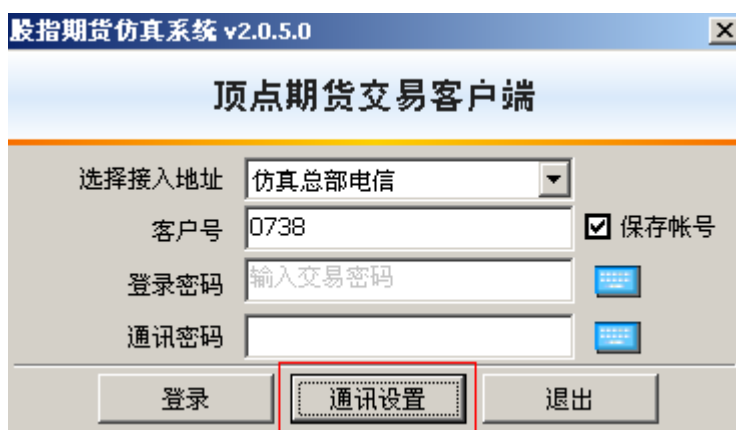 股指期货仿真系统 v2.0.5.0
顶点期货交易客户端
选择接入地址 仿真总部电信
客户号 0738 保存帐号
登录密码 输入交易密码
通讯密码
登录 通讯设置 退出